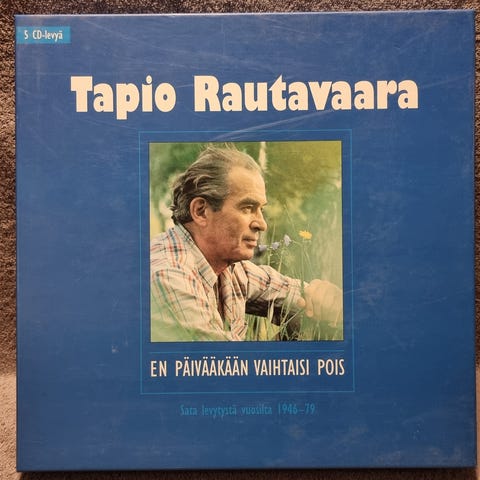 5 CD-levyä
Tapio Rautavaara
EN PÄIVÄÄKÄÄN VAIHTAISI POIS
Sata levytystä vuosilta 1946–79